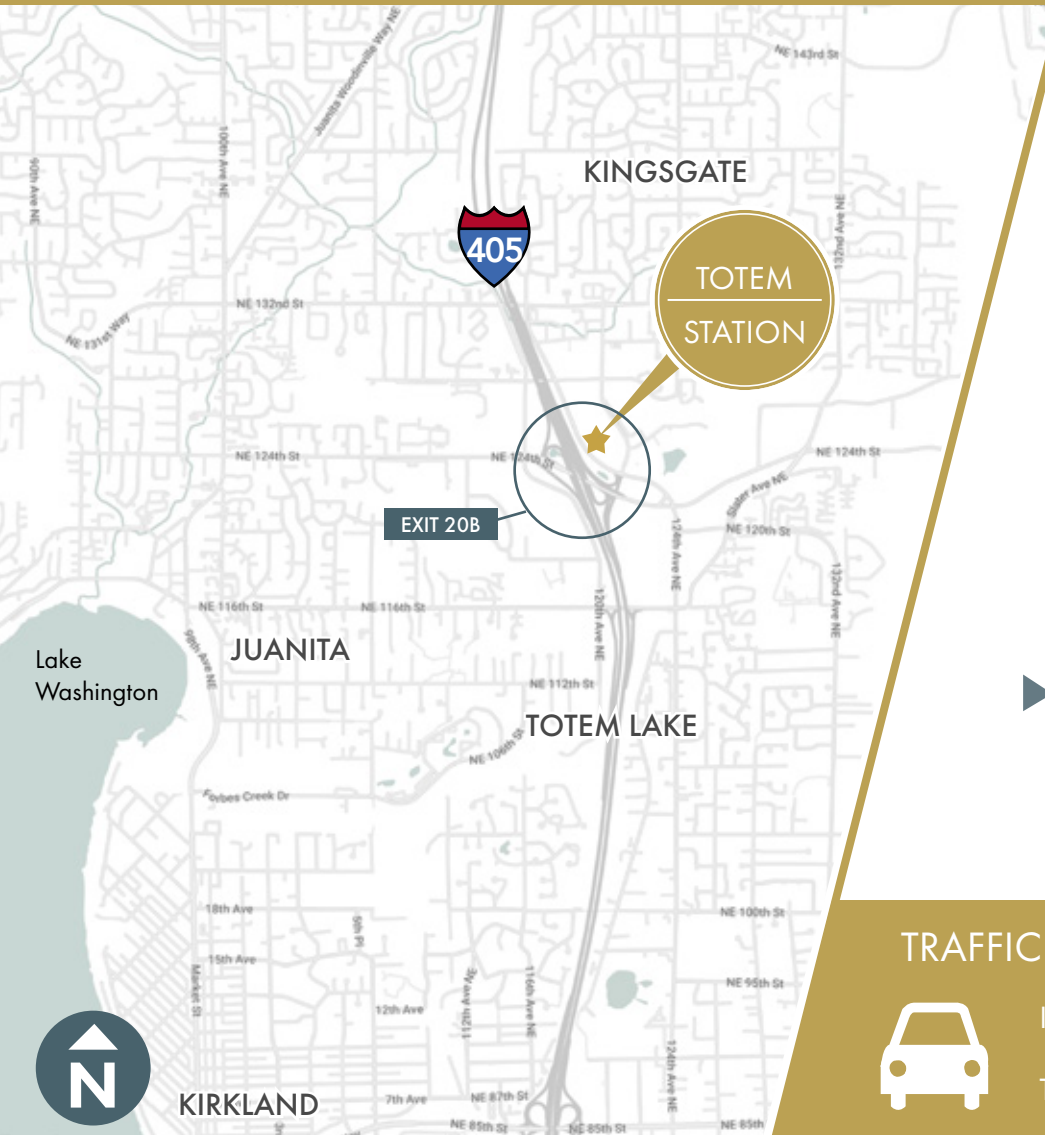 Juanita Woodinville Way NE
NE 143rd St
100th Ave NE
90th Ave NE
KINGSGATE
132nd Ave NE
405
TOTEM
STATION
NE 132nd St
NE 131st Way
NE 124th St
NE 124th St
NE 124th St
Slater Ave NE
EXIT 20B
NE 120th St
124th Ave NE
132nd Ave NE
120th Ave NE
NE 116th St
NE 116th St
98th Ave NE
JUANITA
Lake
Washington
NE 112th St
TOTEM LAKE
NE 106th St
Forbes Creek Dr
18th Ave
5th Pl
NE 100th St
TRAFFIC
15th Ave
Market St
112th Ave NE
116th Ave NE
NE 95th St
12th Ave
124th Ave NE
N
KIRKLAND
7th Ave
NE 87th St
NE 85th St
NE 85th St
NE 85th